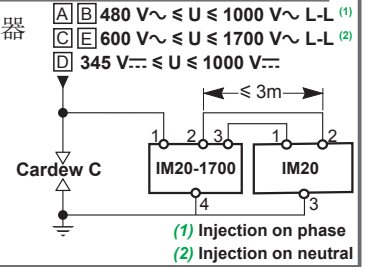 器
A B 480 V~ ≤ U ≤ 1000 V~ L-L (1)
C E 600 V~ ≤ U ≤ 1700 V~ L-L (2)
D 345 V⎓ ≤ U ≤ 1000 V⎓
≤ 3m
1 2 3 1 2
Cardew C IM20-1700 IM20
4 3
(1) Injection on phase
(2) Injection on neutral